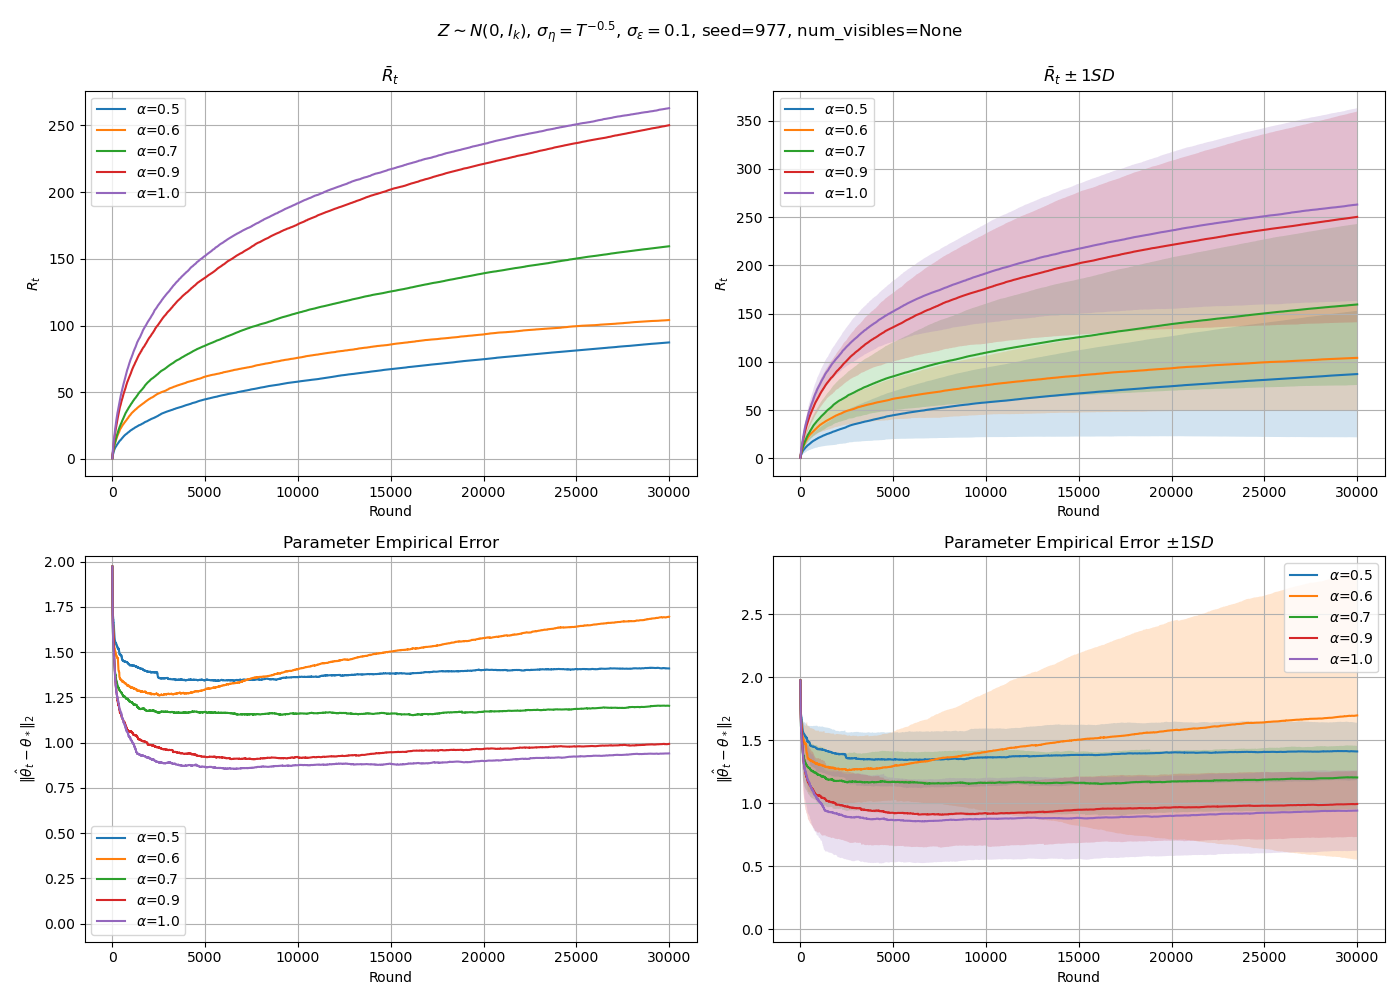 Z ∼ N(0, I_k), σ_η = T^{−0.5}, σ_ε = 0.1, seed=977, num_visibles=None
R̄_t
R_t
α=0.5
α=0.6
α=0.7
α=0.9
α=1.0
250
200
150
100
50
0
0 5000 10000 15000 20000 25000 30000
Round
R̄_t ± 1SD
R_t
α=0.5
α=0.6
α=0.7
α=0.9
α=1.0
350
300
250
200
150
100
50
0
0 5000 10000 15000 20000 25000 30000
Round
Parameter Empirical Error
‖θ̂_t − θ_*‖_2
2.00
1.75
1.50
1.25
1.00
0.75
0.50
0.25
0.00
α=0.5
α=0.6
α=0.7
α=0.9
α=1.0
0 5000 10000 15000 20000 25000 30000
Round
Parameter Empirical Error ±1SD
‖θ̂_t − θ_*‖_2
α=0.5
α=0.6
α=0.7
α=0.9
α=1.0
2.5
2.0
1.5
1.0
0.5
0.0
0 5000 10000 15000 20000 25000 30000
Round